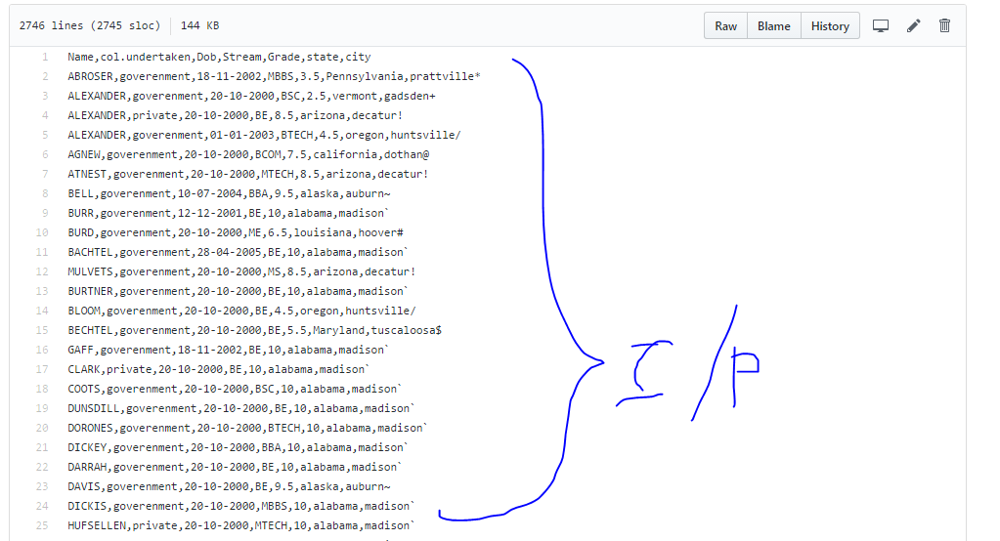 2746 lines (2745 sloc) 144 KB Raw Blame History
1 Name,col.undertaken,Dob,Stream,Grade,state,city
2 ABROSER,goverenment,18-11-2002,MBBS,3.5,Pennsylvania,prattville*
3 ALEXANDER,goverenment,20-10-2000,BSC,2.5,vermont,gadsden+
4 ALEXANDER,private,20-10-2000,BE,8.5,arizona,decatur!
5 ALEXANDER,goverenment,01-01-2003,BTECH,4.5,oregon,huntsville/
6 AGNEW,goverenment,20-10-2000,BCOM,7.5,california,dothan@
7 ATNEST,goverenment,20-10-2000,MTECH,8.5,arizona,decatur!
8 BELL,goverenment,10-07-2004,BBA,9.5,alaska,auburn~
9 BURR,goverenment,12-12-2001,BE,10,alabama,madison`
10 BURD,goverenment,20-10-2000,ME,6.5,louisiana,hoover#
11 BACHTEL,goverenment,28-04-2005,BE,10,alabama,madison`
12 MULVETS,goverenment,20-10-2000,MS,8.5,arizona,decatur!
13 BURTNER,goverenment,20-10-2000,BE,10,alabama,madison`
14 BLOOM,goverenment,20-10-2000,BE,4.5,oregon,huntsville/
15 BECHTEL,goverenment,20-10-2000,BE,5.5,Maryland,tuscaloosa$
16 GAFF,goverenment,18-11-2002,BE,10,alabama,madison`
17 CLARK,private,20-10-2000,BE,10,alabama,madison`
18 COOTS,goverenment,20-10-2000,BSC,10,alabama,madison`
19 DUNSDILL,goverenment,20-10-2000,BE,10,alabama,madison`
20 DORONES,goverenment,20-10-2000,BTECH,10,alabama,madison`
21 DICKEY,goverenment,20-10-2000,BBA,10,alabama,madison`
22 DARRAH,goverenment,20-10-2000,BE,10,alabama,madison`
23 DAVIS,goverenment,20-10-2000,BE,9.5,alaska,auburn~
24 DICKIS,goverenment,20-10-2000,MBBS,10,alabama,madison`
25 HUFSELLEN,private,20-10-2000,MTECH,10,alabama,madison`
I/P